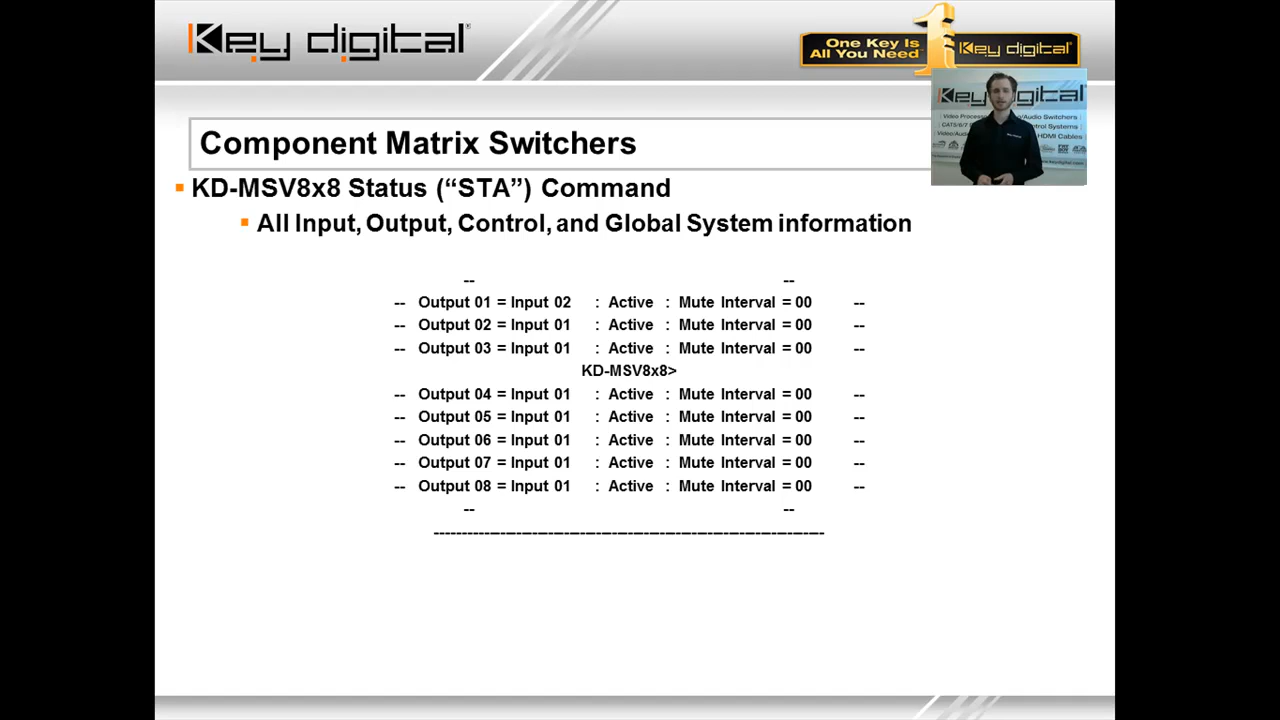 Key digital
One Key Is
All You Need
1
Key digital
Key digital
Component Matrix Switchers
KD-MSV8x8 Status (“STA”) Command
All Input, Output, Control, and Global System information
-- --
-- Output 01 = Input 02 : Active : Mute Interval = 00 --
-- Output 02 = Input 01 : Active : Mute Interval = 00 --
-- Output 03 = Input 01 : Active : Mute Interval = 00 --
KD-MSV8x8>
-- Output 04 = Input 01 : Active : Mute Interval = 00 --
-- Output 05 = Input 01 : Active : Mute Interval = 00 --
-- Output 06 = Input 01 : Active : Mute Interval = 00 --
-- Output 07 = Input 01 : Active : Mute Interval = 00 --
-- Output 08 = Input 01 : Active : Mute Interval = 00 --
-- --
------------------------------------------------------------------